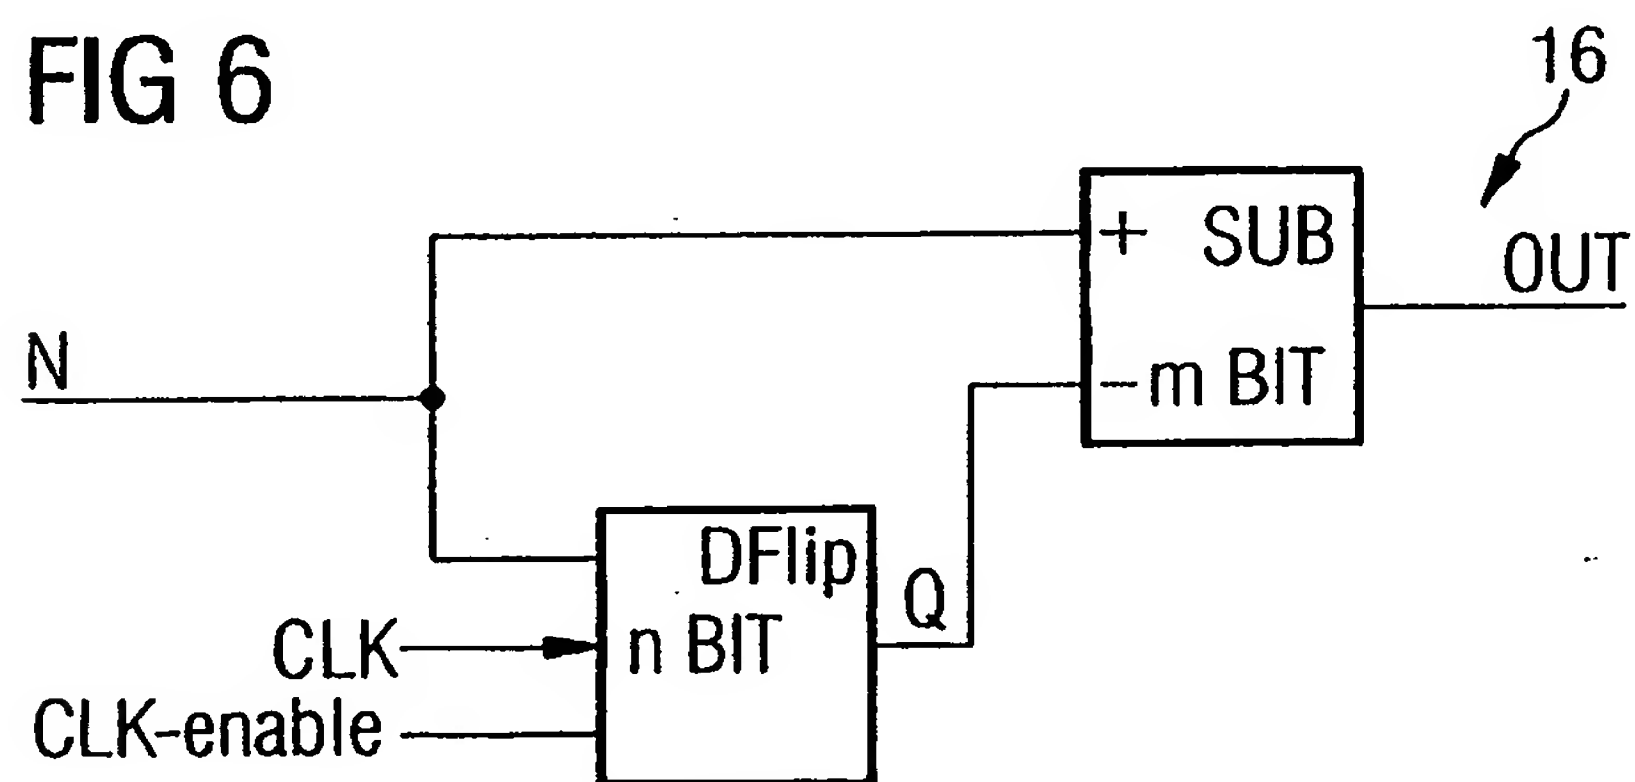 FIG 6
16
+ SUB
OUT
N
- m BIT
DFlip
Q
CLK
n BIT
CLK-enable